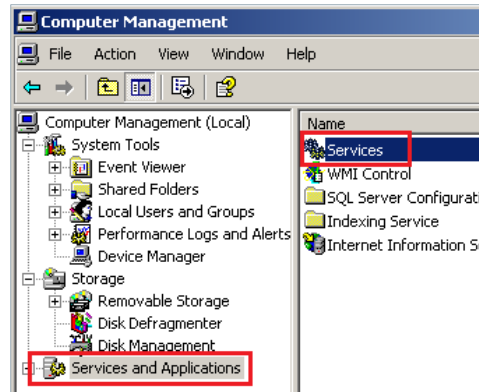 Computer Management
File Action View Window Help
Computer Management (Local)
System Tools
Event Viewer
Shared Folders
Local Users and Groups
Performance Logs and Alerts
Device Manager
Storage
Removable Storage
Disk Defragmenter
Disk Management
Services and Applications
Name
Services
WMI Control
SQL Server Configurati
Indexing Service
Internet Information S